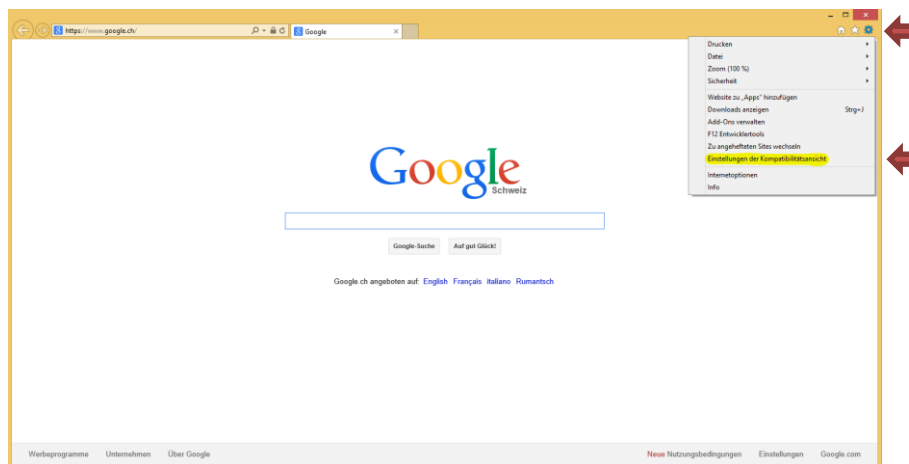 https://www.google.ch/
Google
Drucken
Datei
Zoom (100 %)
Sicherheit
Website zu „Apps“ hinzufügen
Downloads anzeigen Strg+J
Add-Ons verwalten
F12 Entwicklertools
Zu angehefteten Sites wechseln
Einstellungen der Kompatibilitätsansicht
Internetoptionen
Info
Google
Schweiz
Google-Suche Auf gut Glück!
Google.ch angeboten auf: English Français italiano Rumantsch
Werbeprogramme Unternehmen Über Google Neue Nutzungsbedingungen Einstellungen Google.com